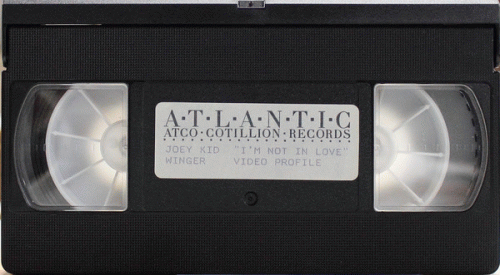 A·T·L·A·N·T·I·C
ATCO·COTILLION·RECORDS
JOEY KID "I'M NOT IN LOVE"
WINGER VIDEO PROFILE